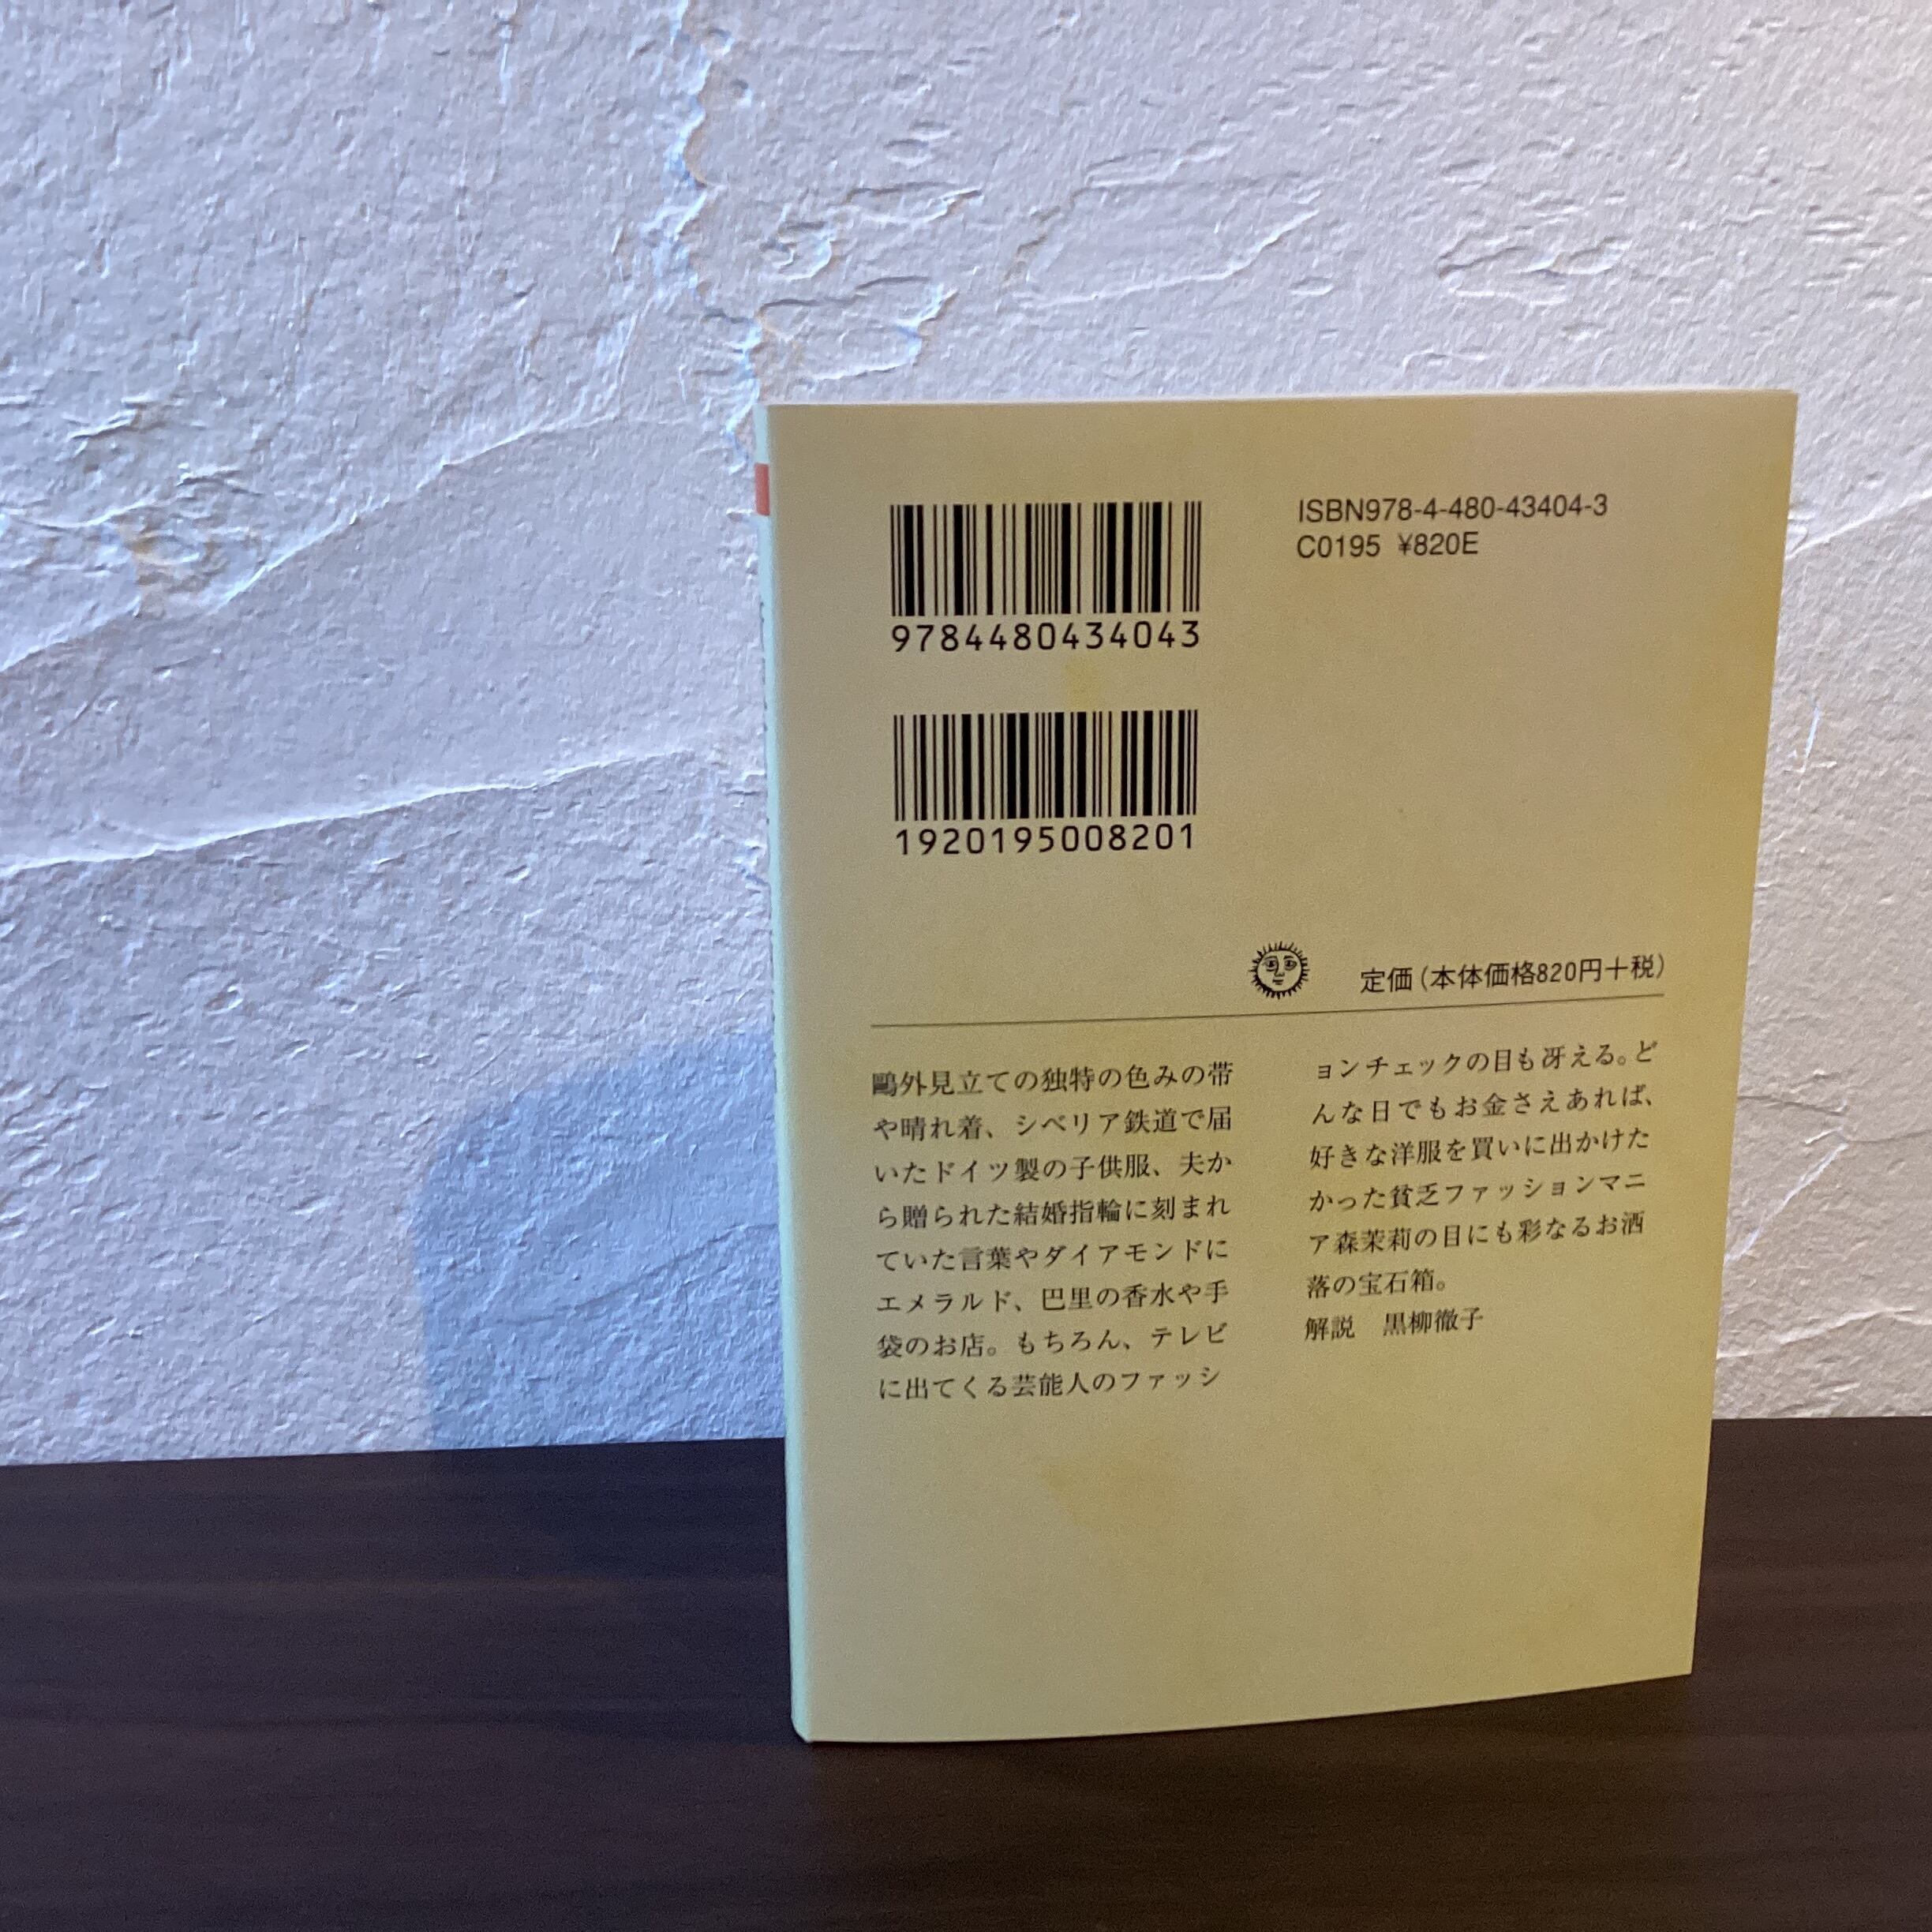 9784480434043
ISBN978-4-480-43404-3
C0195 ¥820E
1920195008201
定価(本体価格820円+税)
鷗外見立ての独特の色みの帯
や晴れ着、シベリア鉄道で届
いたドイツ製の子供服、夫か
ら贈られた結婚指輪に刻まれ
ていた言葉やダイアモンドに
エメラルド、巴里の香水や手
袋のお店。もちろん、テレビ
に出てくる芸能人のファッシ
ョンチェックの目も冴える。ど
んな日でもお金さえあれば、
好きな洋服を買いに出かけた
かった貧乏ファッションマニ
ア森茉莉の目にも彩なるお洒
落の宝石箱。
解説 黒柳徹子